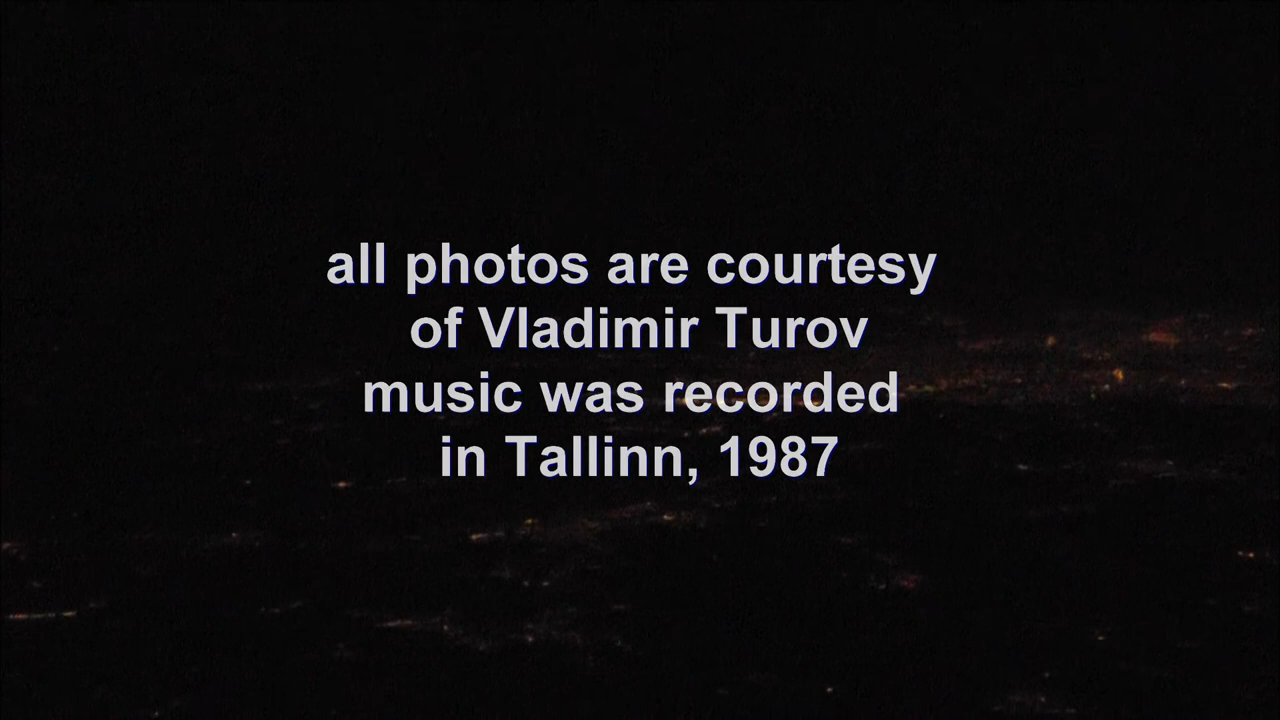 all photos are courtesy
of Vladimir Turov
music was recorded
in Tallinn, 1987